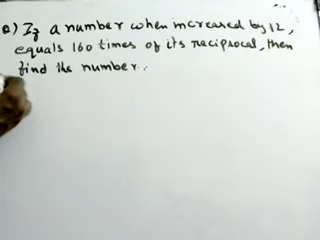 Q) If a number when increased by 12,
equals 160 times of its reciprocal, then
find the number.